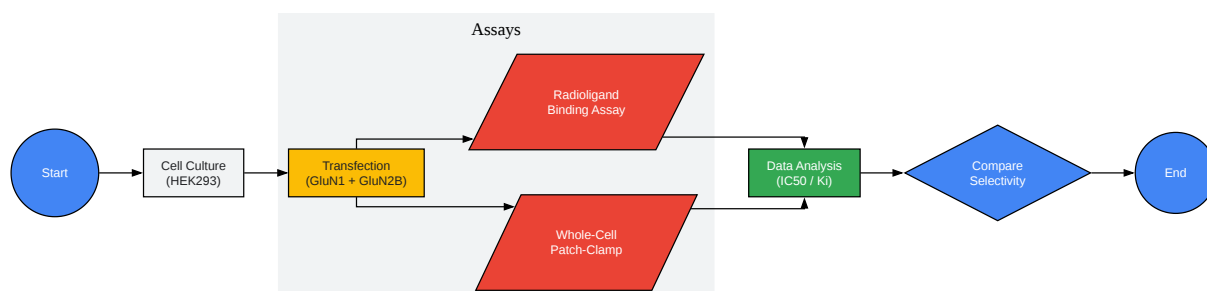 Assays
Start
Cell Culture
(HEK293)
Transfection
(GluN1 + GluN2B)
Radioligand
Binding Assay
Whole-Cell
Patch-Clamp
Data Analysis
(IC50 / Ki)
Compare
Selectivity
End